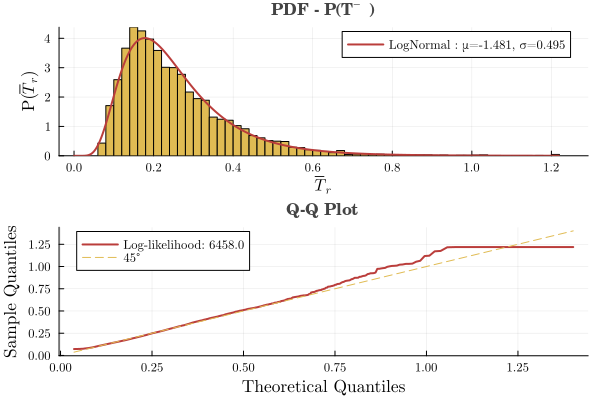 PDF - P(T⁻ )
LogNormal : μ=-1.481, σ=0.495
4
3
2
1
0
P(T̅ᵣ)
0.0 0.2 0.4 0.6 0.8 1.0 1.2
T̅ᵣ
Q-Q Plot
Log-likelihood: 6458.0
45°
1.25
1.00
0.75
0.50
0.25
0.00
Sample Quantiles
0.00 0.25 0.50 0.75 1.00 1.25
Theoretical Quantiles